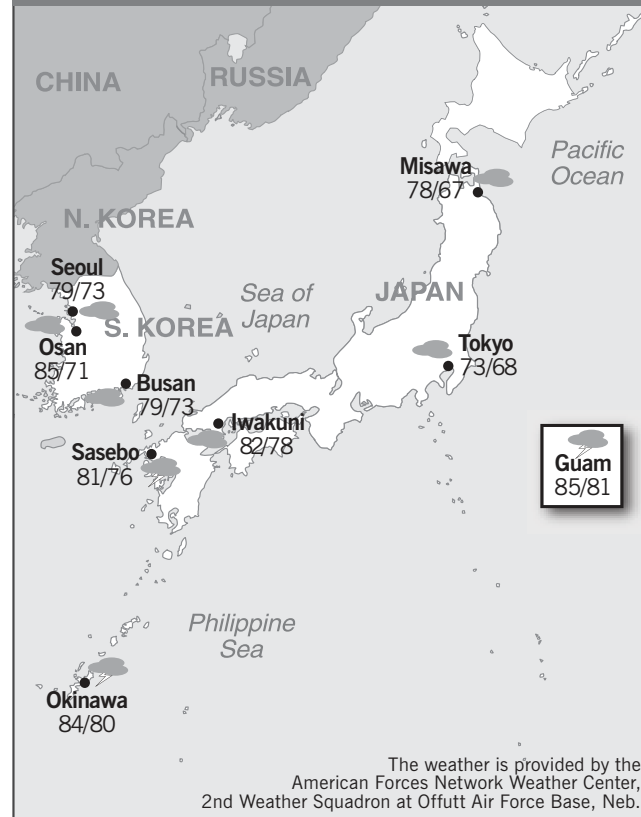 CHINA
RUSSIA
Pacific
Ocean
Misawa
78/67
N. KOREA
Seoul
79/73
Sea of
Japan
JAPAN
S. KOREA
Osan
85/71
Tokyo
73/68
Busan
79/73
Iwakuni
82/78
Sasebo
81/76
Guam
85/81
Philippine
Sea
Okinawa
84/80
The weather is provided by the
American Forces Network Weather Center,
2nd Weather Squadron at Offutt Air Force Base, Neb.